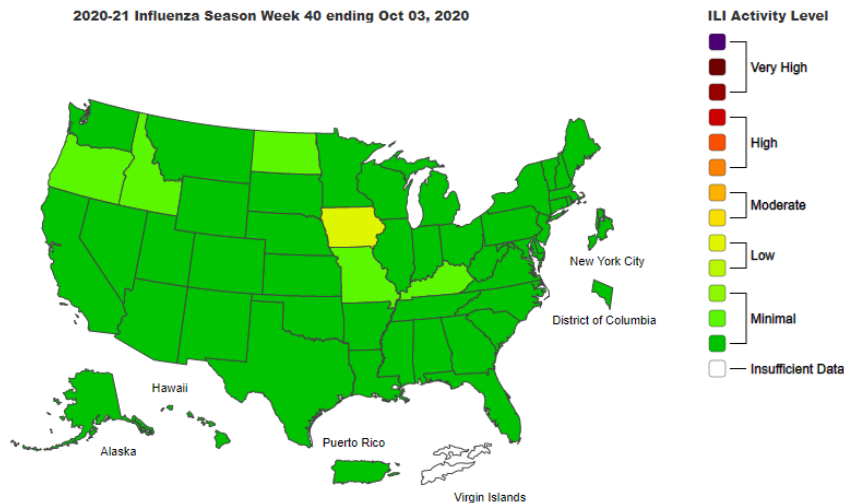 2020-21 Influenza Season Week 40 ending Oct 03, 2020
ILI Activity Level
Very High
High
Moderate
Low
Minimal
Insufficient Data
New York City
District of Columbia
Hawaii
Alaska
Puerto Rico
Virgin Islands